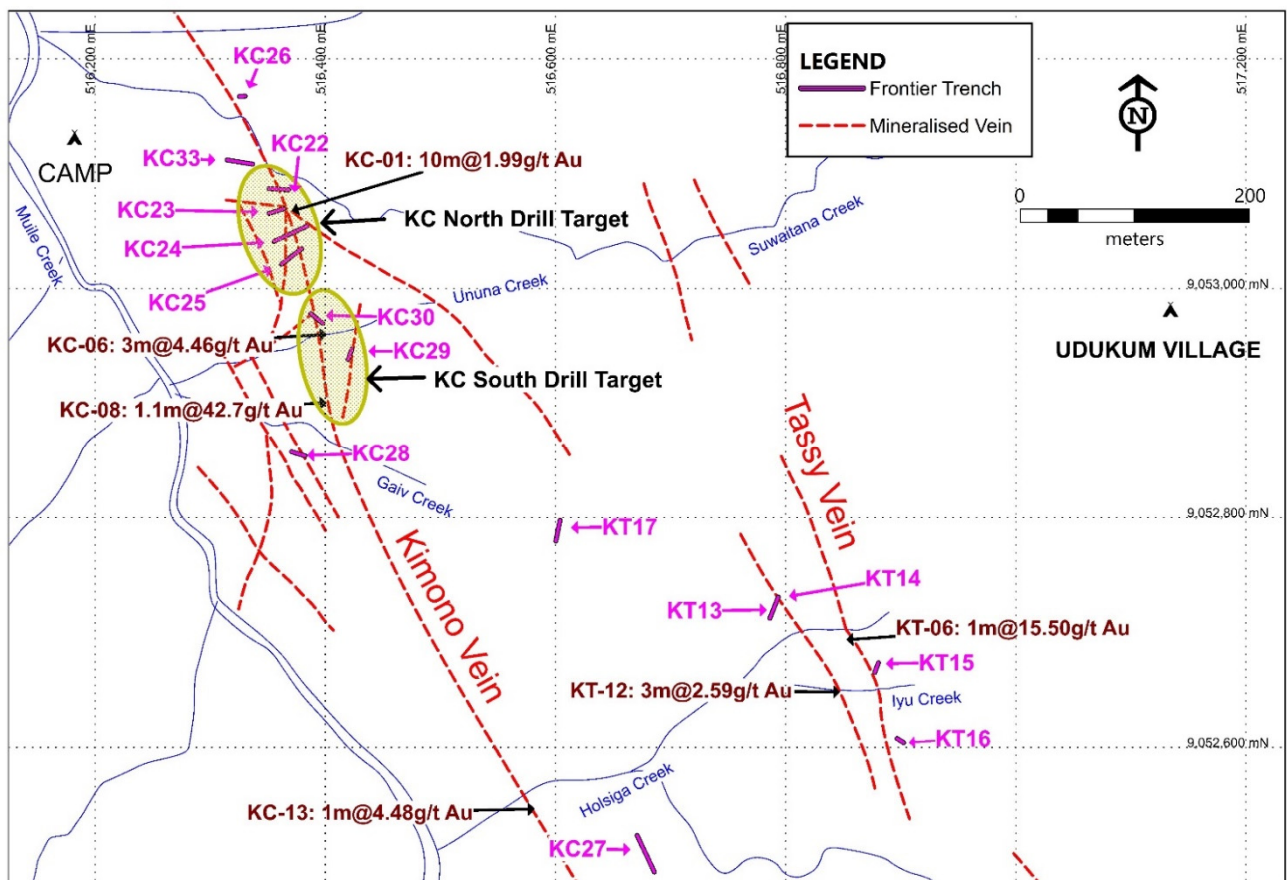 516,200 mE
516,400 mE
516,600 mE
516,800 mE
517,200 mE
LEGEND
Frontier Trench
Mineralised Vein
N
0 200
meters
KC26
CAMP
KC33
KC22
KC-01: 10m@1.99g/t Au
KC23
KC North Drill Target
KC24
KC25
Muile Creek
Suwaitana Creek
Ununa Creek
9,053,000 mN
KC30
KC-06: 3m@4.46g/t Au
KC29
UDUKUM VILLAGE
KC South Drill Target
KC-08: 1.1m@42.7g/t Au
KC28
Gaiv Creek
Tassy Vein
9,052,800 mN
KT17
Kimono Vein
KT14
KT13
KT-06: 1m@15.50g/t Au
KT15
KT-12: 3m@2.59g/t Au
Iyu Creek
KT16
9,052,600 mN
Holsiga Creek
KC-13: 1m@4.48g/t Au
KC27